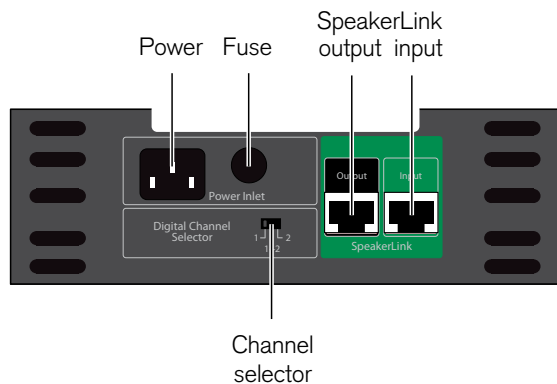 SpeakerLink
Power Fuse output input
Output Input
Power Inlet
Digital Channel
Selector
1 2
1+2
SpeakerLink
Channel
selector